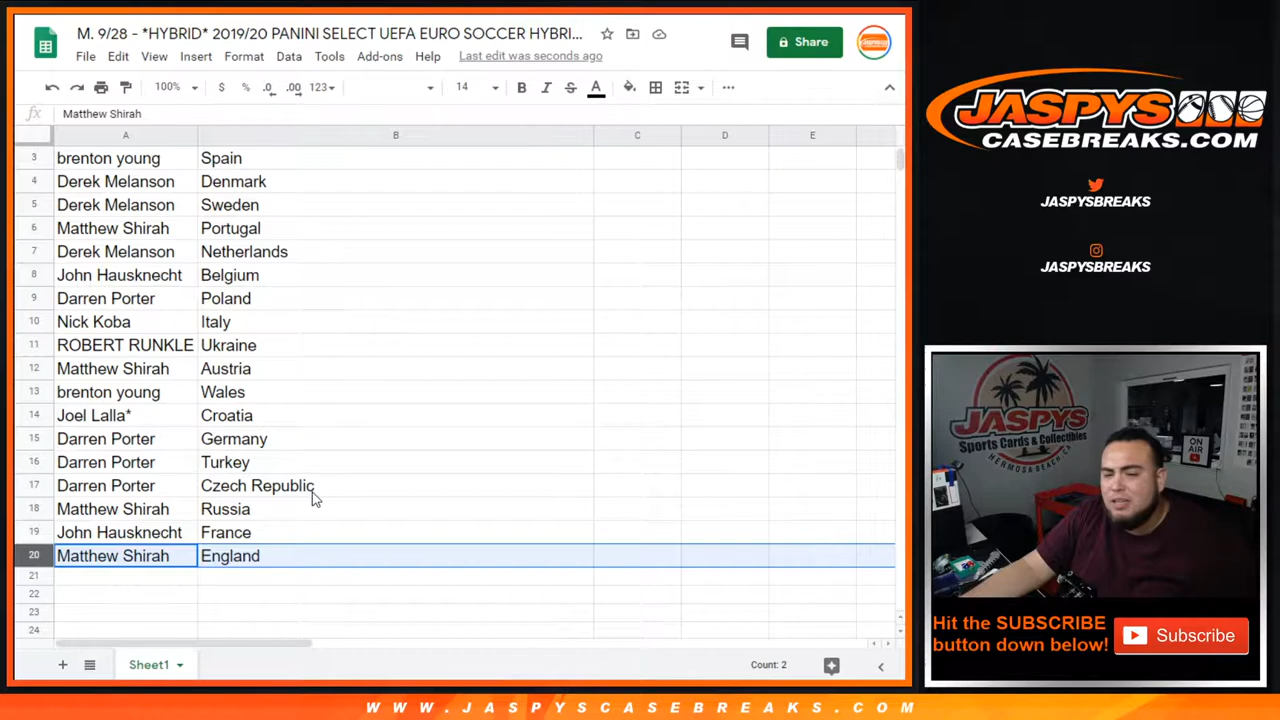 M. 9/28 - *HYBRID* 2019/20 PANINI SELECT UEFA EURO SOCCER HYBRI...
File Edit View Insert Format Data Tools Add-ons Help Last edit was seconds ago
Share
100% $ % .0 .00 123 14 B I S A
fx Matthew Shirah
A B C D E
3 brenton young Spain
4 Derek Melanson Denmark
5 Derek Melanson Sweden
6 Matthew Shirah Portugal
7 Derek Melanson Netherlands
8 John Hausknecht Belgium
9 Darren Porter Poland
10 Nick Koba Italy
11 ROBERT RUNKLE Ukraine
12 Matthew Shirah Austria
13 brenton young Wales
14 Joel Lalla* Croatia
15 Darren Porter Germany
16 Darren Porter Turkey
17 Darren Porter Czech Republic
18 Matthew Shirah Russia
19 John Hausknecht France
20 Matthew Shirah England
21
22
23
24
Sheet1 Count: 2
JASPYS
CASEBREAKS.COM
JASPYSBREAKS
JASPYSBREAKS
JASPYS
Sports Cards & Collectibles
HERMOSA BEACH, CA
ON AIR
Hit the SUBSCRIBE
button down below!
Subscribe
WWW.JASPYSCASEBREAKS.COM